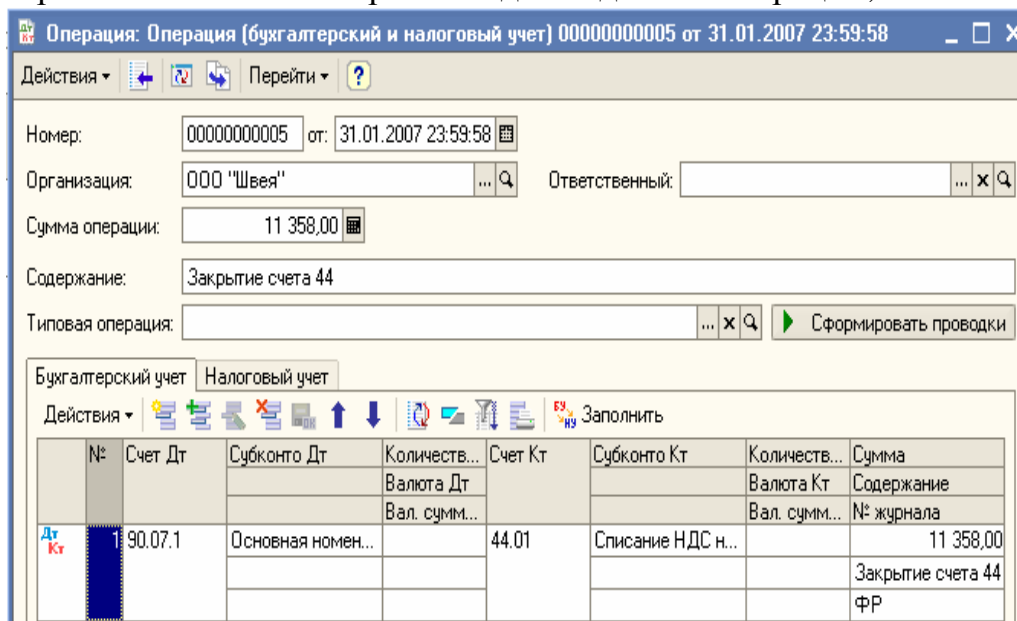 Операция: Операция (бухгалтерский и налоговый учет) 00000000005 от 31.01.2007 23:59:58
Действия Перейти ?
Номер: 00000000005 от: 31.01.2007 23:59:58
Организация: ООО "Швея" ... Ответственный: ... x
Сумма операции: 11 358,00
Содержание: Закрытие счета 44
Типовая операция: ... x Сформировать проводки
Бухгалтерский учет Налоговый учет
Действия Заполнить
№ Счет Дт Субконто Дт Количеств... Счет Кт Субконто Кт Количеств... Сумма
Валюта Дт Валюта Кт Содержание
Вал. сумм... Вал. сумм... № журнала
Дт Кт 1 90.07.1 Основная номен... 44.01 Списание НДС н... 11 358,00
Закрытие счета 44
ФР